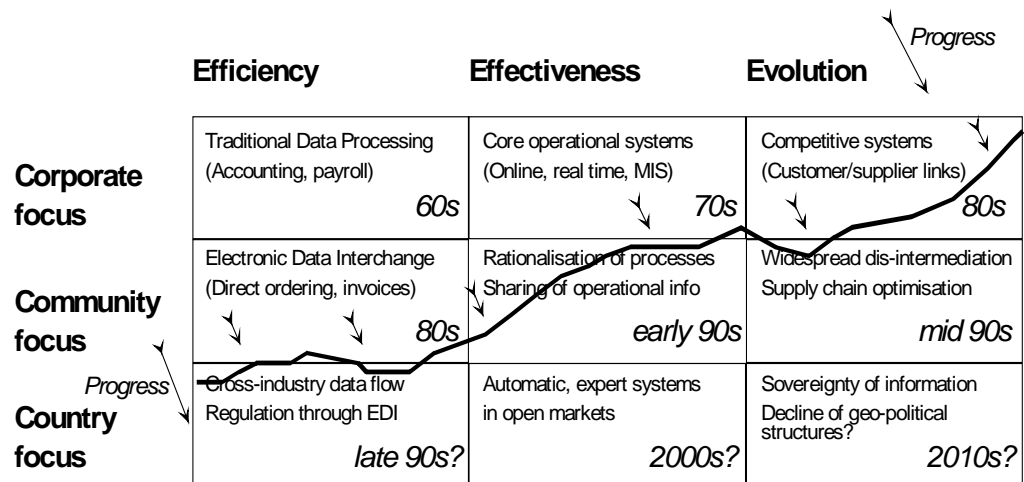 Progress
Efficiency
Effectiveness
Evolution
Corporate
focus
Traditional Data Processing
(Accounting, payroll)
60s
Core operational systems
(Online, real time, MIS)
70s
Competitive systems
(Customer/supplier links)
80s
Community
focus
Electronic Data Interchange
(Direct ordering, invoices)
80s
Rationalisation of processes
Sharing of operational info
early 90s
Widespread dis-intermediation
Supply chain optimisation
mid 90s
Progress
Country
focus
Cross-industry data flow
Regulation through EDI
late 90s?
Automatic, expert systems
in open markets
2000s?
Sovereignty of information
Decline of geo-political
structures?
2010s?